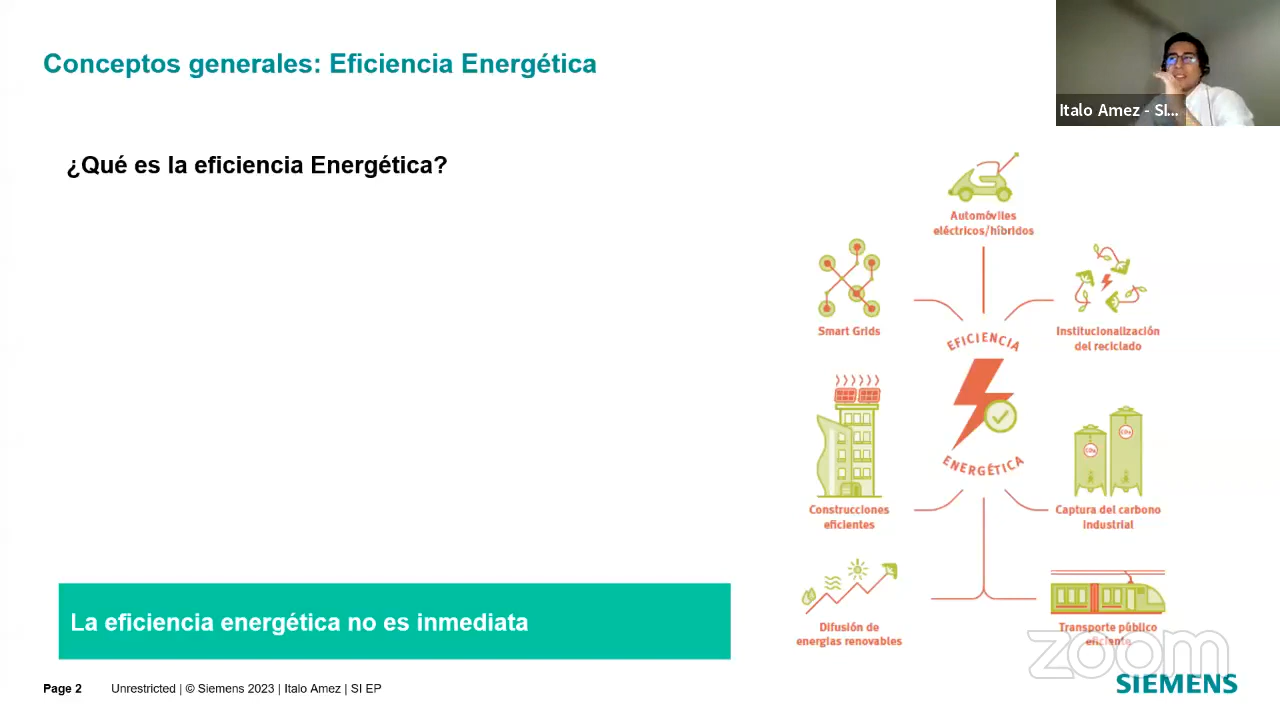 Conceptos generales: Eficiencia Energética
Italo Amez - SI...
¿Qué es la eficiencia Energética?
Automóviles
eléctricos/híbridos
Smart Grids
Institucionalización
del reciclado
EFICIENCIA
ENERGÉTICA
CO₂
CO₂
Construcciones
eficientes
Captura del carbono
industrial
Difusión de
energías renovables
Transporte público
eficiente
La eficiencia energética no es inmediata
zoom
SIEMENS
Page 2 Unrestricted | © Siemens 2023 | Italo Amez | SI EP